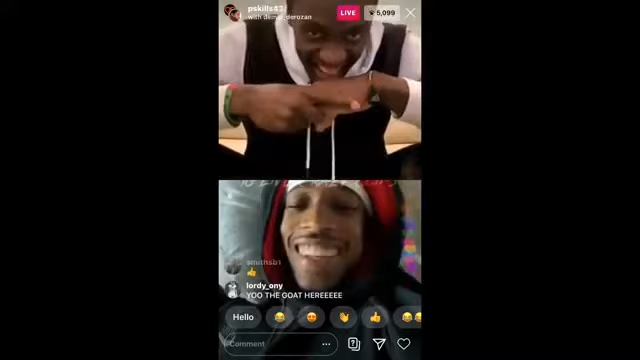 pskills43
with demar_derozan
LIVE
5,099
smithsb1
👍
lordy_ony
YOO THE GOAT HEREEEEE
Hello
Comment